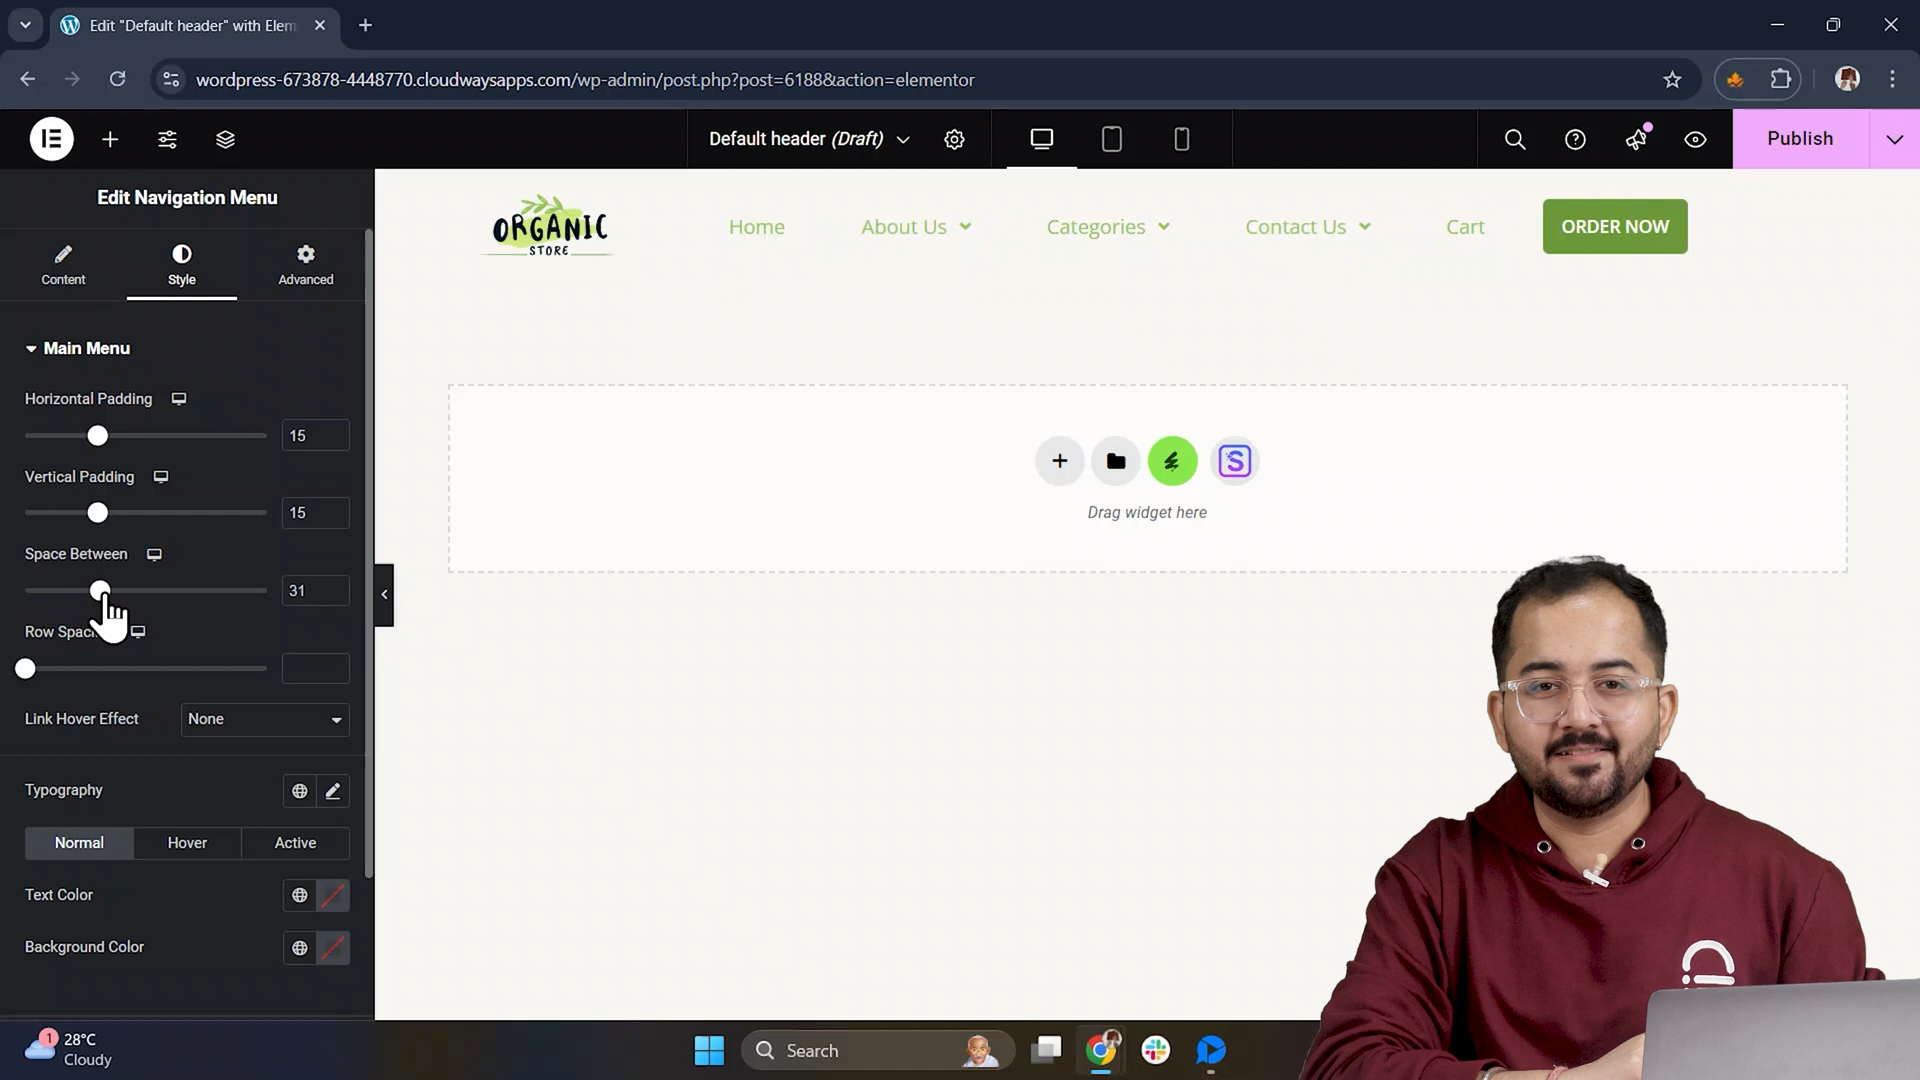 Edit "Default header" with Elem
wordpress-673878-4448770.cloudwaysapps.com/wp-admin/post.php?post=6188&action=elementor
Default header (Draft)
Publish
Edit Navigation Menu
Content
Style
Advanced
Main Menu
Horizontal Padding
15
Vertical Padding
15
Space Between
31
Row Spaci
Link Hover Effect
None
Typography
Normal
Hover
Active
Text Color
Background Color
ORGANIC
STORE
Home
About Us
Categories
Contact Us
Cart
ORDER NOW
S
Drag widget here
1
28°C
Cloudy
Search